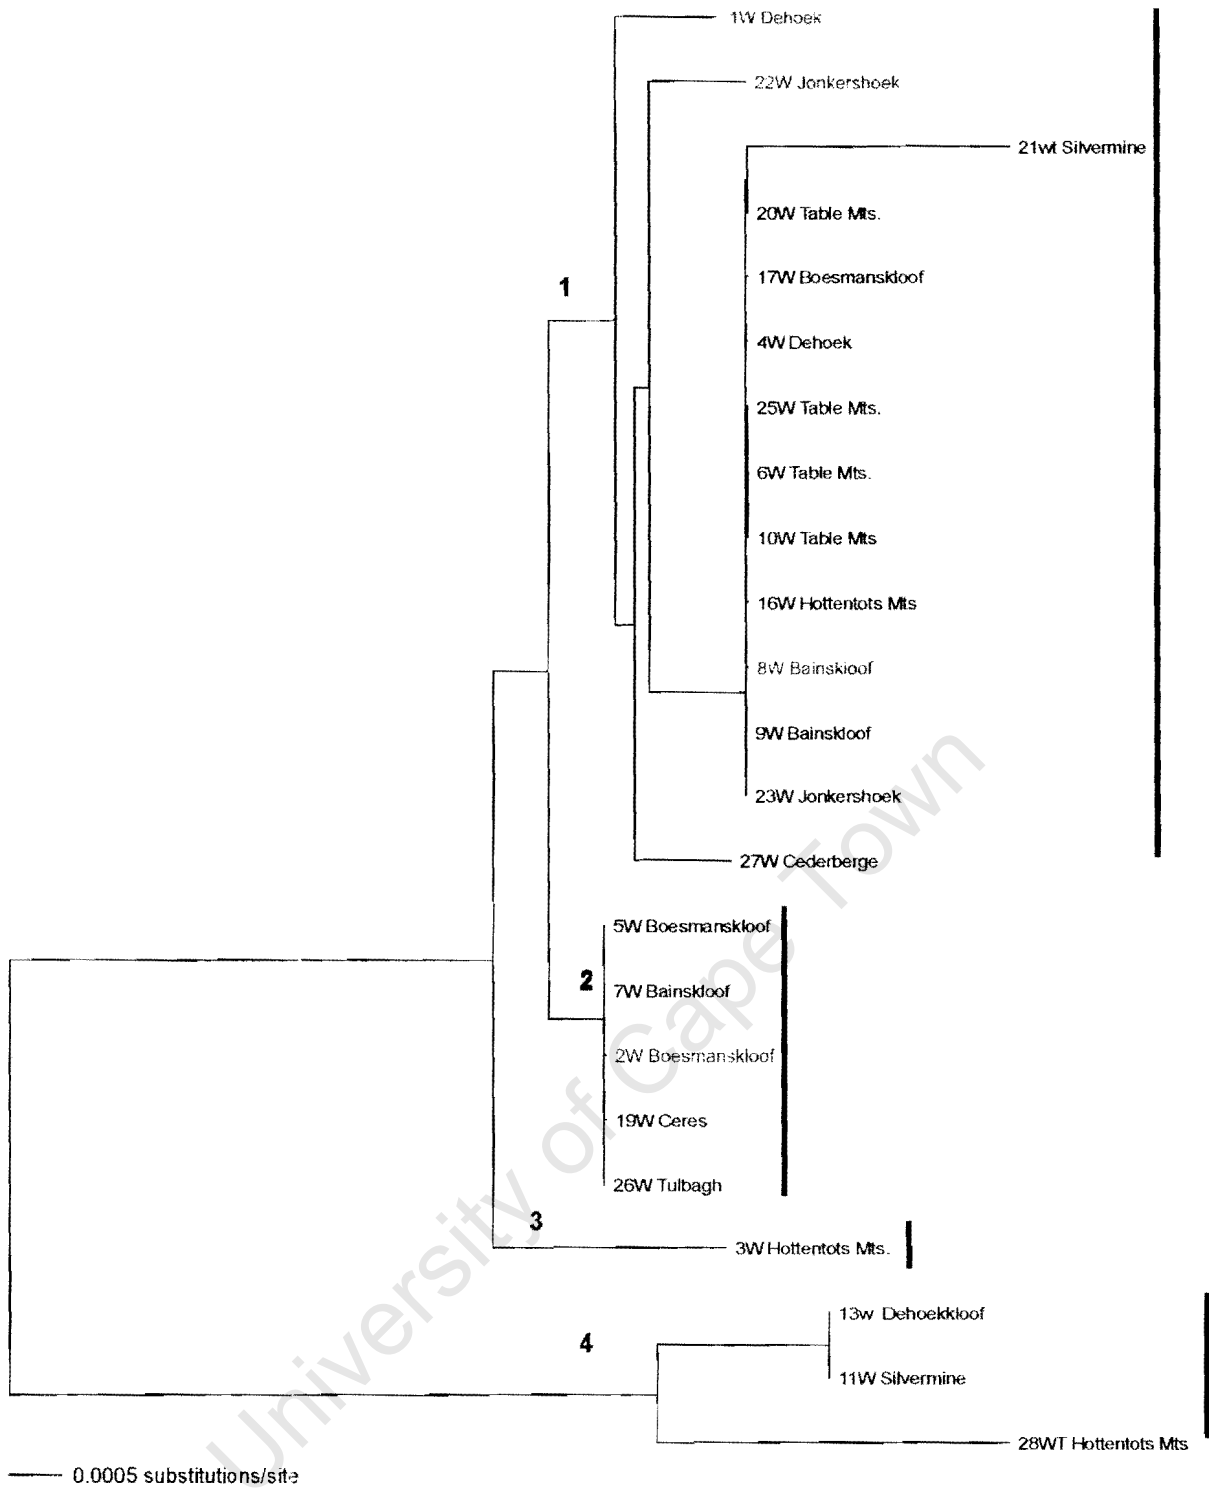 1W Dehoek
22W Jonkershoek
21wt Silvermine
20W Table Mts.
1
17W Boesmanskloof
4W Dehoek
25W Table Mts.
6W Table Mts.
10W Table Mts
16W Hottentots Mts
8W Bainskloof
9W Bainskloof
23W Jonkershoek
27W Cederberge
5W Boesmanskloof
2
7W Bainskloof
2W Boesmanskloof
19W Ceres
26W Tulbagh
3
3W Hottentots Mts.
13w Dehoekkloof
4
11W Silvermine
28WT Hottentots Mts
0.0005 substitutions/site
University of Cape Town